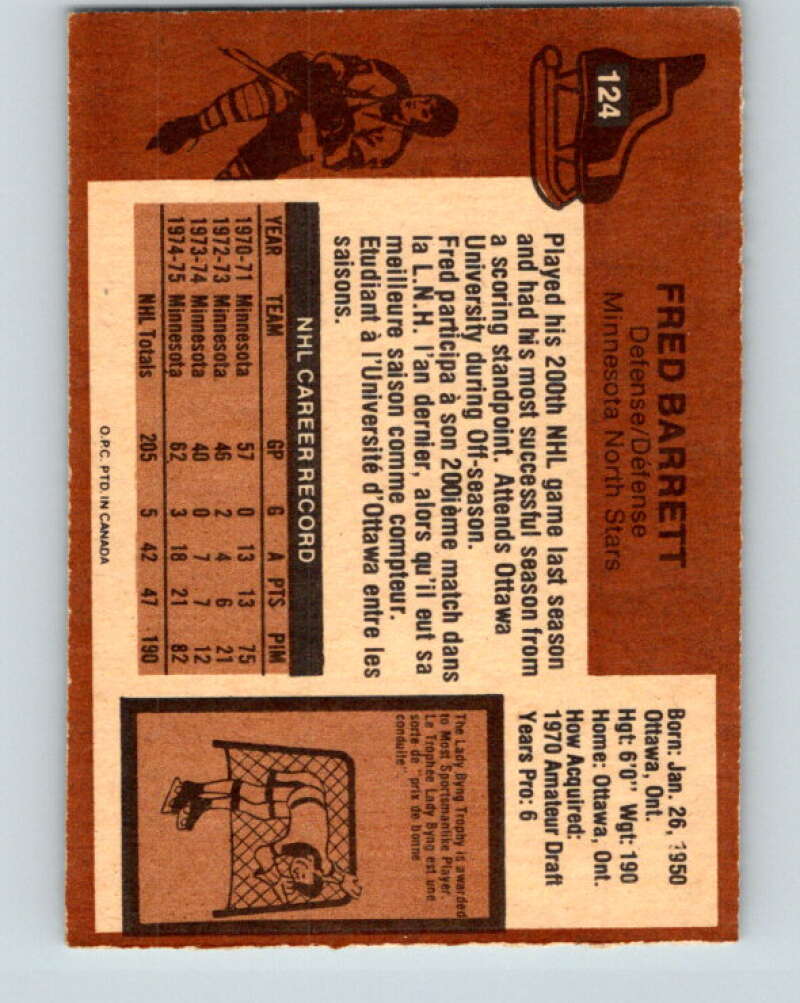 124
FRED BARRETT
Defense/Défense
Minnesota North Stars
Played his 200th NHL game last season
and had his most successful season from
a scoring standpoint. Attends Ottawa
University during Off-season.
Fred participa à son 200ième match dans
la L.N.H. l'an dernier, alors qu'il eut sa
meilleure saison comme compteur.
Etudiant à l'Université d'Ottawa entre les
saisons.
NHL CAREER RECORD
YEAR TEAM GP G A PTS PIM
1970-71 Minnesota 57 0 13 13 75
1972-73 Minnesota 46 2 4 6 21
1973-74 Minnesota 40 0 7 7 12
1974-75 Minnesota 62 3 18 21 82
NHL Totals 205 5 42 47 190
O.P.C. PTD. IN CANADA
Born: Jan. 26, 1950
Ottawa, Ont.
Hgt: 6'0" Wgt: 190
Home: Ottawa, Ont.
How Acquired:
1970 Amateur Draft
Years Pro: 6
The Lady Byng Trophy is awarded
to Most Sportsmanlike Player.
Le Trophée Lady Byng est une
sorte de "prix de bonne
conduite"